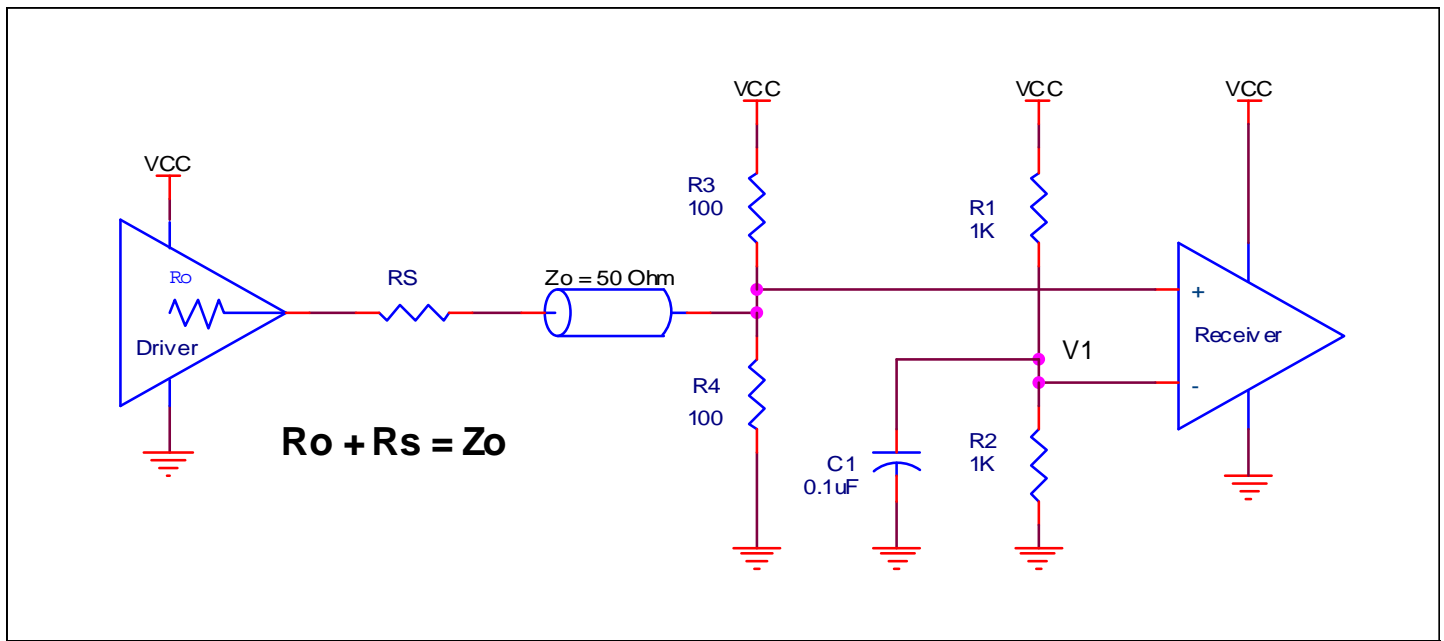 VCC
VCC
VCC
VCC
R3
100
R1
1K
Ro
RS
Zo = 50 Ohm
+
Driver
Receiver
V1
-
R4
100
Ro + Rs = Zo
R2
1K
C1
0.1uF